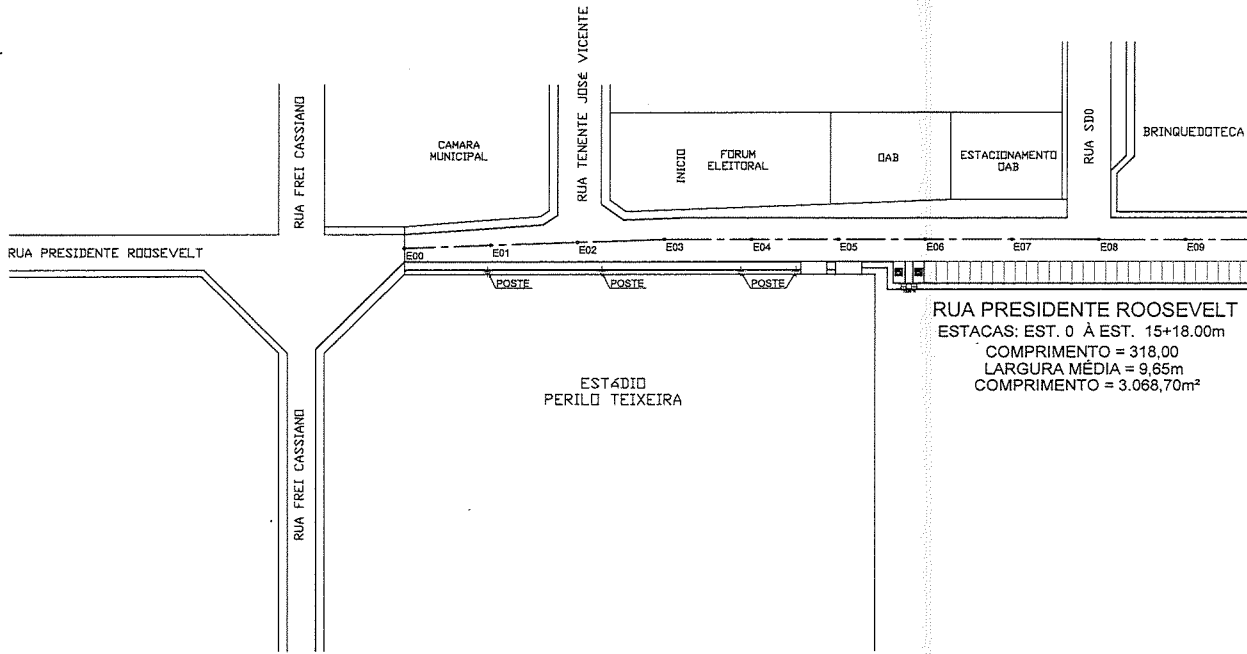 RUA TENENTE JOSÉ VICENTE
RUA FREI CASSIANO
CAMARA
MUNICIPAL
INICIO
FORUM
ELEITORAL
OAB
ESTACIONAMENTO
OAB
RUA SDO
BRINQUEDOTECA
RUA PRESIDENTE ROOSEVELT
E00
E01
E02
E03
E04
E05
E06
E07
E08
E09
POSTE
POSTE
POSTE
RUA PRESIDENTE ROOSEVELT
ESTACAS: EST. 0 À EST. 15+18.00m
COMPRIMENTO = 318,00
LARGURA MÉDIA = 9,65m
COMPRIMENTO = 3.068,70m²
ESTÁDIO
PERILO TEIXEIRA
RUA FREI CASSIANO